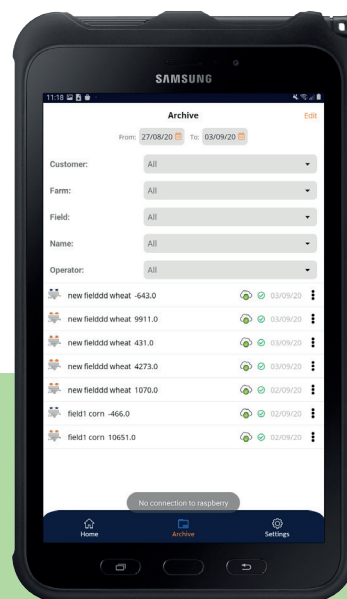 SAMSUNG
11:18
Archive Edit
From: 27/08/20 To: 03/09/20
Customer: All
Farm: All
Field: All
Name: All
Operator: All
new fielddd wheat -643.0 03/09/20
new fielddd wheat 9911.0 03/09/20
new fielddd wheat 431.0 03/09/20
new fielddd wheat 4273.0 03/09/20
new fielddd wheat 1070.0 02/09/20
field1 corn -466.0 02/09/20
field1 corn 10651.0 02/09/20
No connection to raspberry
Home Archive Settings